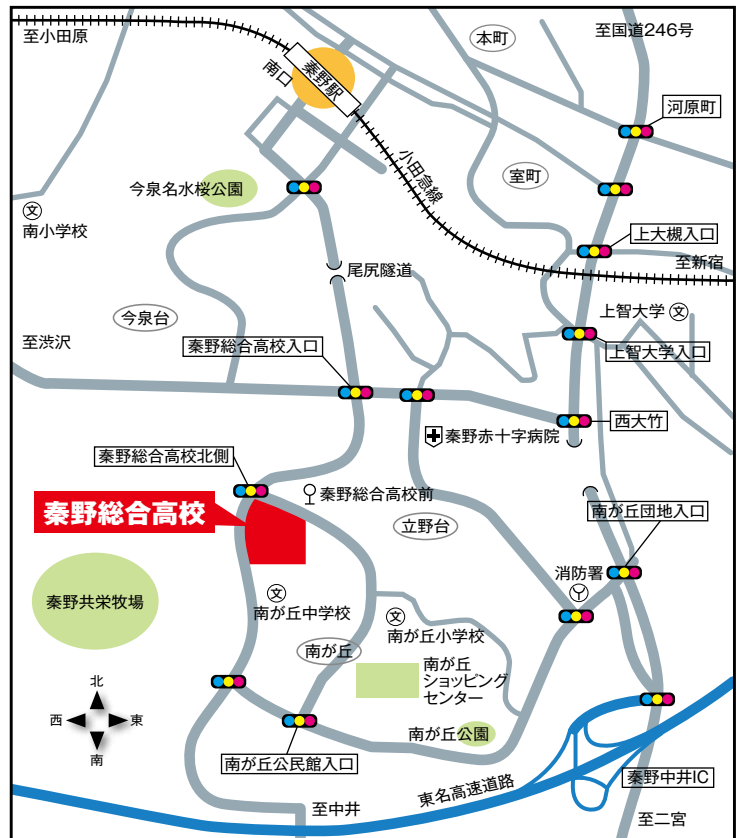 至小田原
本町
至国道246号
秦野駅
南口
河原町
小田急線
室町
今泉名水桜公園
文
南小学校
上大槻入口
至新宿
尾尻隧道
今泉台
上智大学 文
至渋沢
秦野総合高校入口
上智大学入口
西大竹
秦野赤十字病院
秦野総合高校北側
秦野総合高校前
秦野総合高校
立野台
南が丘団地入口
消防署
秦野共栄牧場
文
南が丘中学校
文
南が丘小学校
南が丘
南が丘
ショッピング
センター
北
西
東
南
南が丘公園
南が丘公民館入口
東名高速道路
秦野中井IC
至中井
至二宮